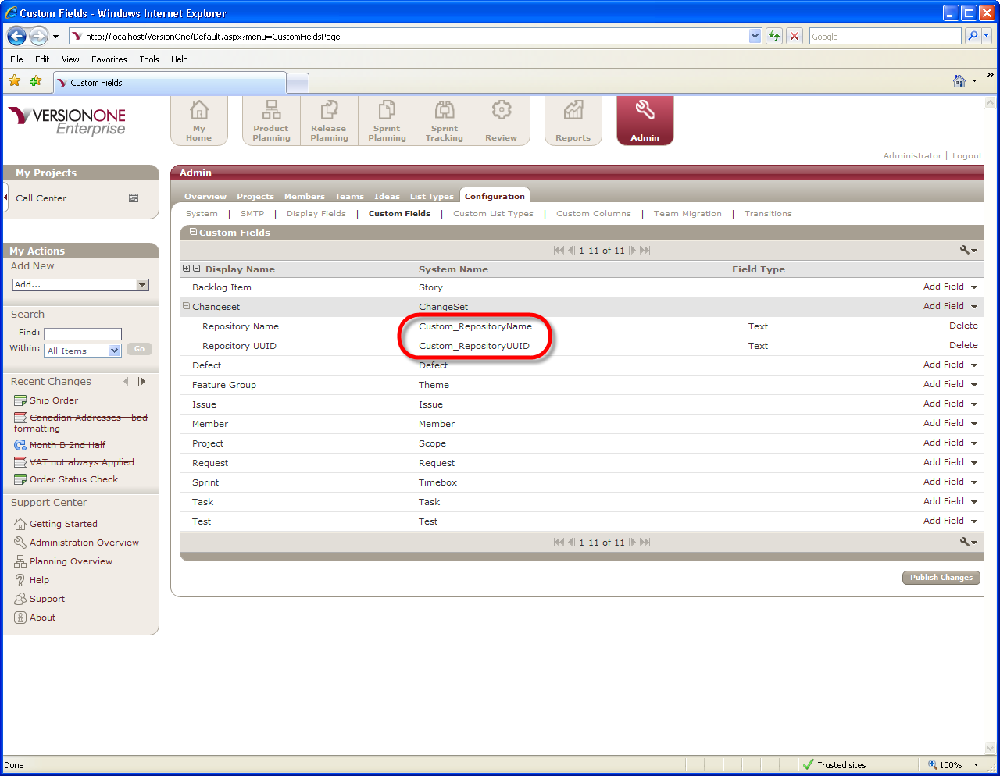 Custom Fields - Windows Internet Explorer
http://localhost/VersionOne/Default.aspx?menu=CustomFieldsPage
Google
File Edit View Favorites Tools Help
Custom Fields
VERSIONONE
Enterprise
My Home
Product Planning
Release Planning
Sprint Planning
Sprint Tracking
Review
Reports
Admin
Administrator | Logout
My Projects
Call Center
My Actions
Add New
Add...
Search
Find:
Within: All Items Go
Recent Changes
Ship Order
Canadian Addresses - bad
formatting
Month B 2nd Half
VAT not always Applied
Order Status Check
Support Center
Getting Started
Administration Overview
Planning Overview
Help
Support
About
Admin
Overview Projects Members Teams Ideas List Types Configuration
System | SMTP | Display Fields | Custom Fields | Custom List Types | Custom Columns | Team Migration | Transitions
Custom Fields
1-11 of 11
Display Name System Name Field Type
Backlog Item Story Add Field
Changeset ChangeSet Add Field
Repository Name Custom_RepositoryName Text Delete
Repository UUID Custom_RepositoryUUID Text Delete
Defect Defect Add Field
Feature Group Theme Add Field
Issue Issue Add Field
Member Member Add Field
Project Scope Add Field
Request Request Add Field
Sprint Timebox Add Field
Task Task Add Field
Test Test Add Field
1-11 of 11
Publish Changes
Done Trusted sites 100%